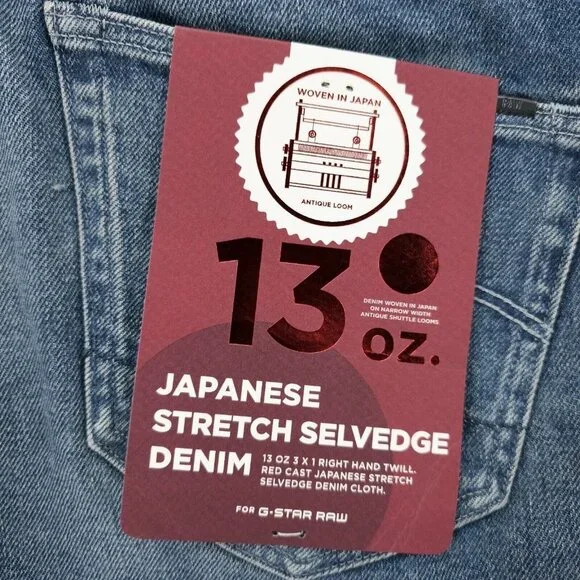 WOVEN IN JAPAN
ANTIQUE LOOM
13
OZ.
DENIM WOVEN IN JAPAN
ON NARROW WIDTH
ANTIQUE SHUTTLE LOOMS
JAPANESE
STRETCH SELVEDGE
DENIM
13 OZ 3 X 1 RIGHT HAND TWILL.
RED CAST JAPANESE STRETCH
SELVEDGE DENIM CLOTH.
FOR G-STAR RAW
RAW